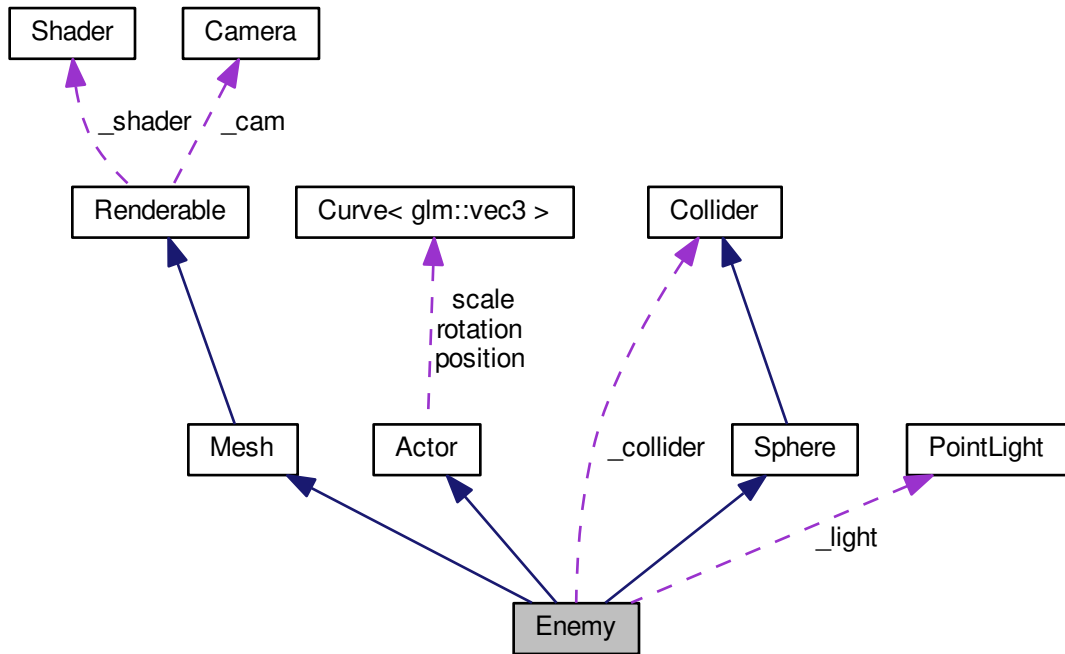 Shader
Camera
_shader
_cam
Renderable
Curve< glm::vec3 >
Collider
scale
rotation
position
Mesh
Actor
_collider
Sphere
PointLight
_light
Enemy